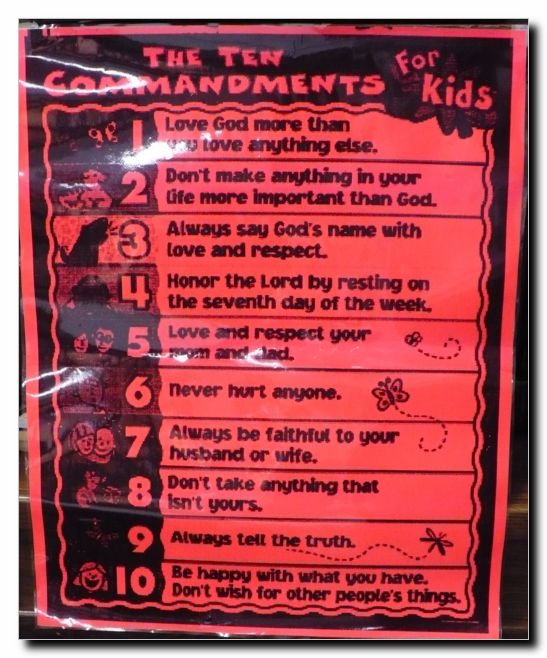 The Ten
Commandments
For
Kids
1
Love God more than
you love anything else.
2
Don't make anything in your
life more important than God.
3
Always say God's name with
love and respect.
4
Honor the Lord by resting on
the seventh day of the week.
5
Love and respect your
mom and dad.
6
Never hurt anyone.
7
Always be faithful to your
husband or wife.
8
Don't take anything that
isn't yours.
9
Always tell the truth.
10
Be happy with what you have.
Don't wish for other people's things.